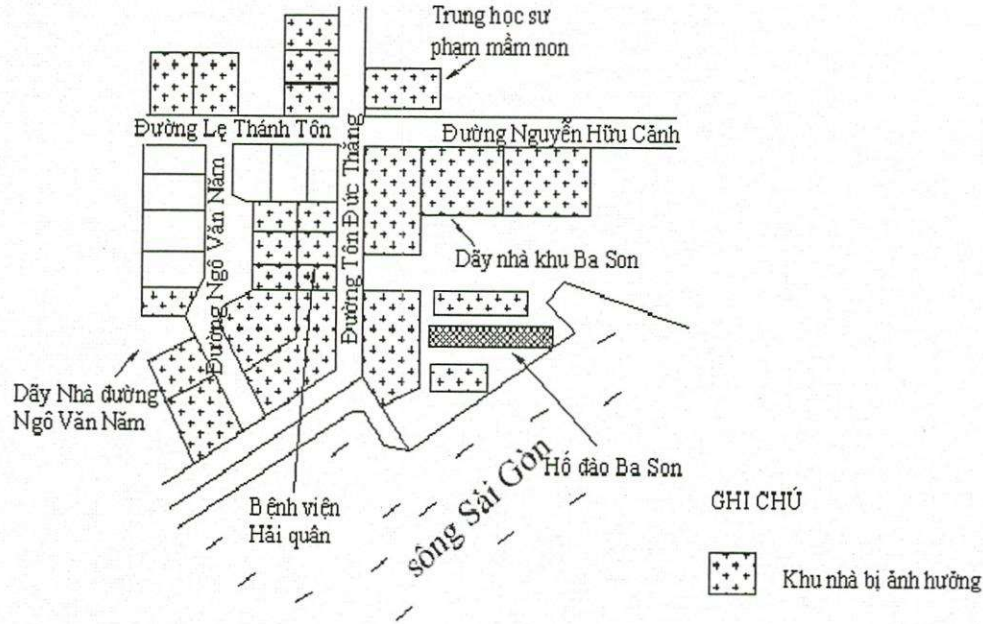 Trung học sư
phạm mầm non
Đường Lẹ Thánh Tôn
Đường Nguyễn Hữu Cảnh
Đường Ngô Văn Năm
Đường Tôn Đức Thắng
Dãy nhà khu Ba Son
Dãy Nhà đường
Ngô Văn Năm
Hố đào Ba Son
Bệnh viện
Hải quân
sông Sài Gòn
GHI CHÚ
Khu nhà bị ảnh hưởng